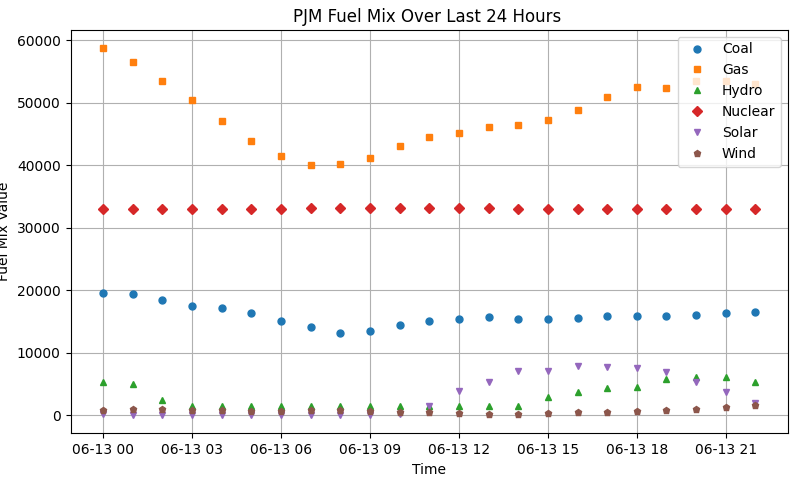 PJM Fuel Mix Over Last 24 Hours
60000
50000
40000
30000
20000
10000
0
Fuel Mix Value
Coal
Gas
Hydro
Nuclear
Solar
Wind
06-13 00 06-13 03 06-13 06 06-13 09 06-13 12 06-13 15 06-13 18 06-13 21
Time